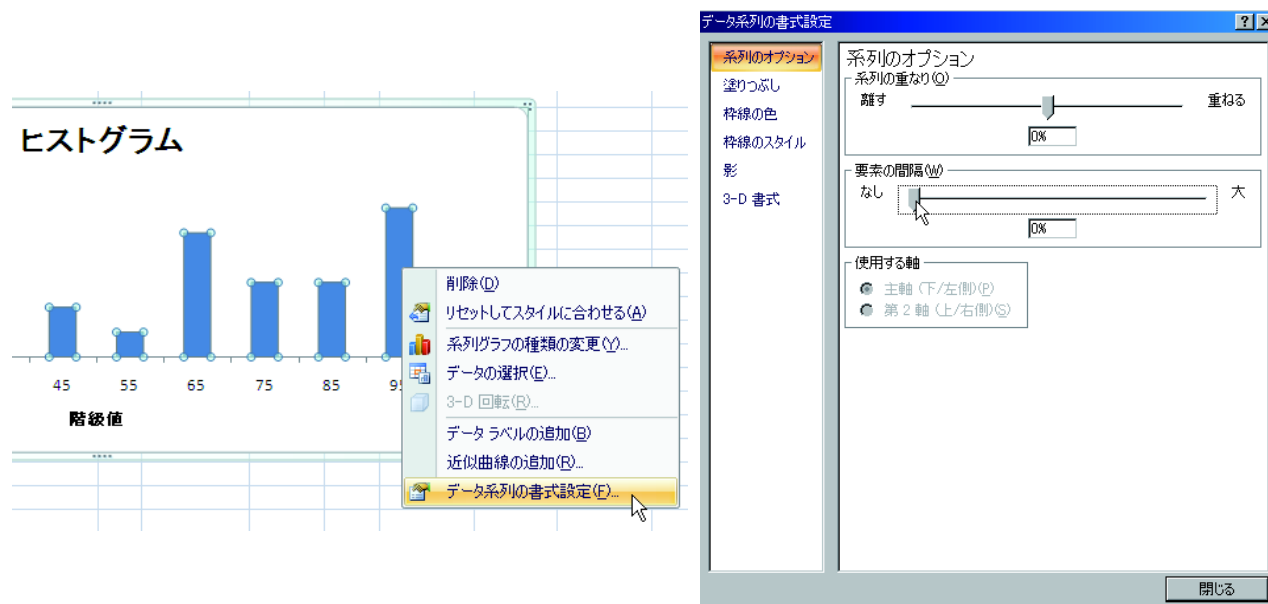 ヒストグラム
45 55 65 75 85
階級値
削除(D)
リセットしてスタイルに合わせる(A)
系列グラフの種類の変更(Y)...
データの選択(E)...
3-D 回転(R)...
データ ラベルの追加(B)
近似曲線の追加(R)...
データ系列の書式設定(F)...
データ系列の書式設定
系列のオプション
塗りつぶし
枠線の色
枠線のスタイル
影
3-D 書式
系列のオプション
系列の重なり(O)
離す 重ねる
0%
要素の間隔(W)
なし 大
0%
使用する軸
主軸 (下/左側)(P)
第 2 軸 (上/右側)(S)
閉じる